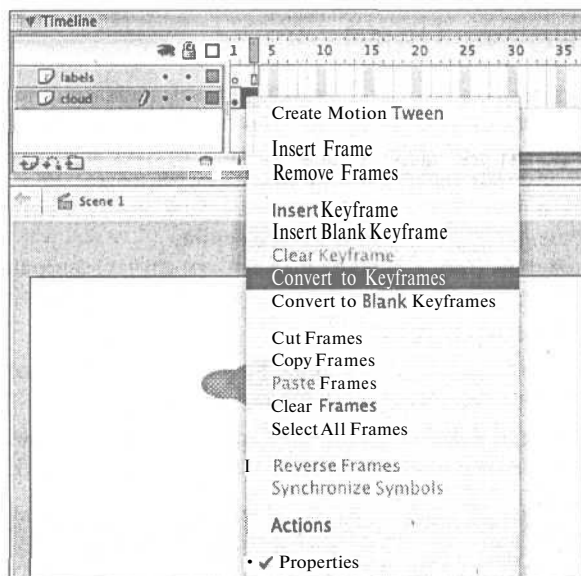 Timeline
1 5 10 15 20 25 30 35
labels
cloud
Scene 1
Create Motion Tween
Insert Frame
Remove Frames
Insert Keyframe
Insert Blank Keyframe
Clear Keyframe
Convert to Keyframes
Convert to Blank Keyframes
Cut Frames
Copy Frames
Paste Frames
Clear Frames
Select All Frames
Reverse Frames
Synchronize Symbols
Actions
Properties